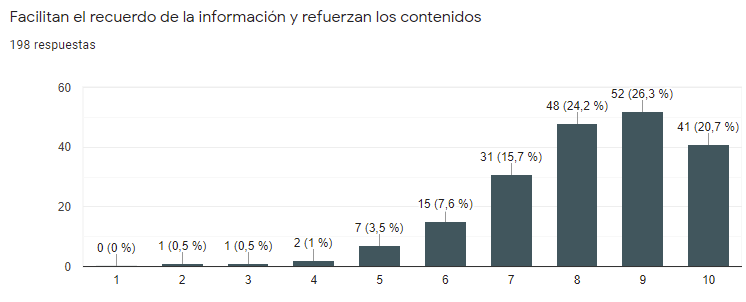 Facilitan el recuerdo de la información y refuerzan los contenidos
198 respuestas
60
40
20
0
0 (0 %)
1 (0,5 %)
1 (0,5 %)
2 (1 %)
7 (3,5 %)
15 (7,6 %)
31 (15,7 %)
48 (24,2 %)
52 (26,3 %)
41 (20,7 %)
1 2 3 4 5 6 7 8 9 10